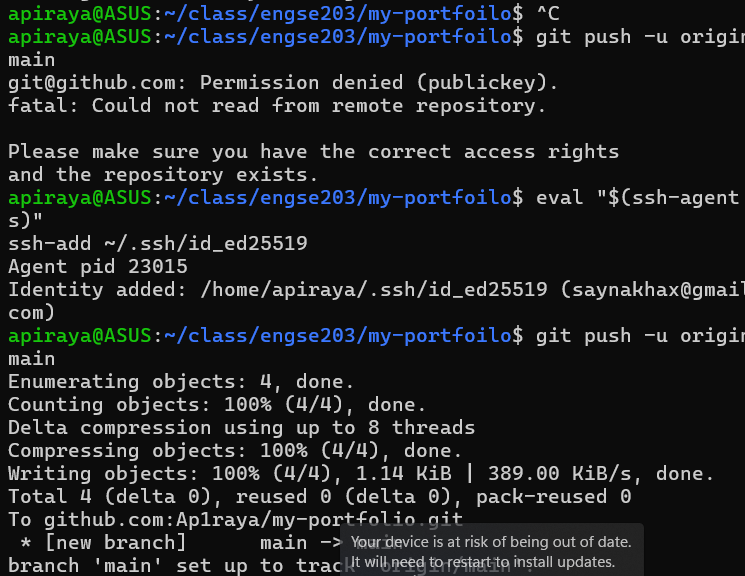 apiraya@ASUS:~/class/engse203/my-portfoilo$ ^C
apiraya@ASUS:~/class/engse203/my-portfoilo$ git push -u origin
main
git@github.com: Permission denied (publickey).
fatal: Could not read from remote repository.
Please make sure you have the correct access rights
and the repository exists.
apiraya@ASUS:~/class/engse203/my-portfoilo$ eval "$(ssh-agent
s)"
ssh-add ~/.ssh/id_ed25519
Agent pid 23015
Identity added: /home/apiraya/.ssh/id_ed25519 (saynakhax@gmail
com)
apiraya@ASUS:~/class/engse203/my-portfoilo$ git push -u origin
main
Enumerating objects: 4, done.
Counting objects: 100% (4/4), done.
Delta compression using up to 8 threads
Compressing objects: 100% (4/4), done.
Writing objects: 100% (4/4), 1.14 KiB | 389.00 KiB/s, done.
Total 4 (delta 0), reused 0 (delta 0), pack-reused 0
To github.com:Ap1raya/my-portfolio.git
 * [new branch]      main -> main
branch 'main' set up to track 'origin/main'.
Your device is at risk of being out of date.
It will need to restart to install updates.